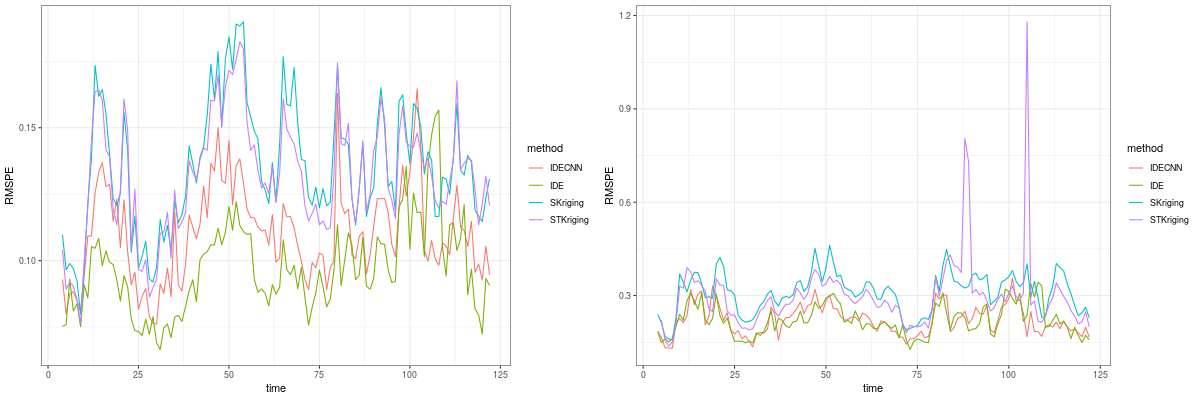 RMSPE
0.15
0.10
0
25
50
75
100
125
time
method
IDECNN
IDE
SKriging
STKriging
RMSPE
1.2
0.9
0.6
0.3
0
25
50
75
100
125
time
method
IDECNN
IDE
SKriging
STKriging